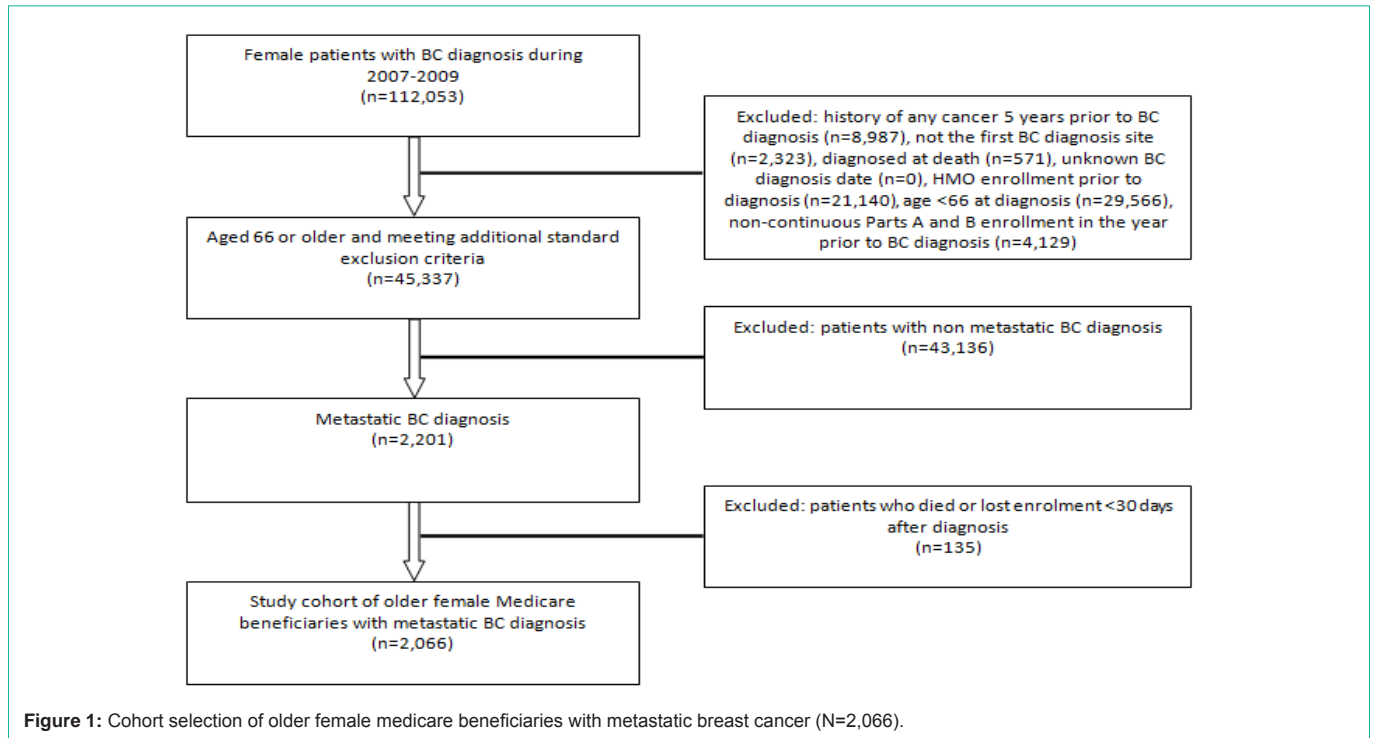 Female patients with BC diagnosis during
2007-2009
(n=112,053)
Excluded: history of any cancer 5 years prior to BC
diagnosis (n=8,987), not the first BC diagnosis site
(n=2,323), diagnosed at death (n=571), unknown BC
diagnosis date (n=0), HMO enrollment prior to
diagnosis (n=21,140), age <66 at diagnosis (n=29,566),
non-continuous Parts A and B enrollment in the year
prior to BC diagnosis (n=4,129)
Aged 66 or older and meeting additional standard
exclusion criteria
(n=45,337)
Excluded: patients with non metastatic BC diagnosis
(n=43,136)
Metastatic BC diagnosis
(n=2,201)
Excluded: patients who died or lost enrolment <30 days
after diagnosis
(n=135)
Study cohort of older female Medicare
beneficiaries with metastatic BC diagnosis
(n=2,066)
Figure 1: Cohort selection of older female medicare beneficiaries with metastatic breast cancer (N=2,066).